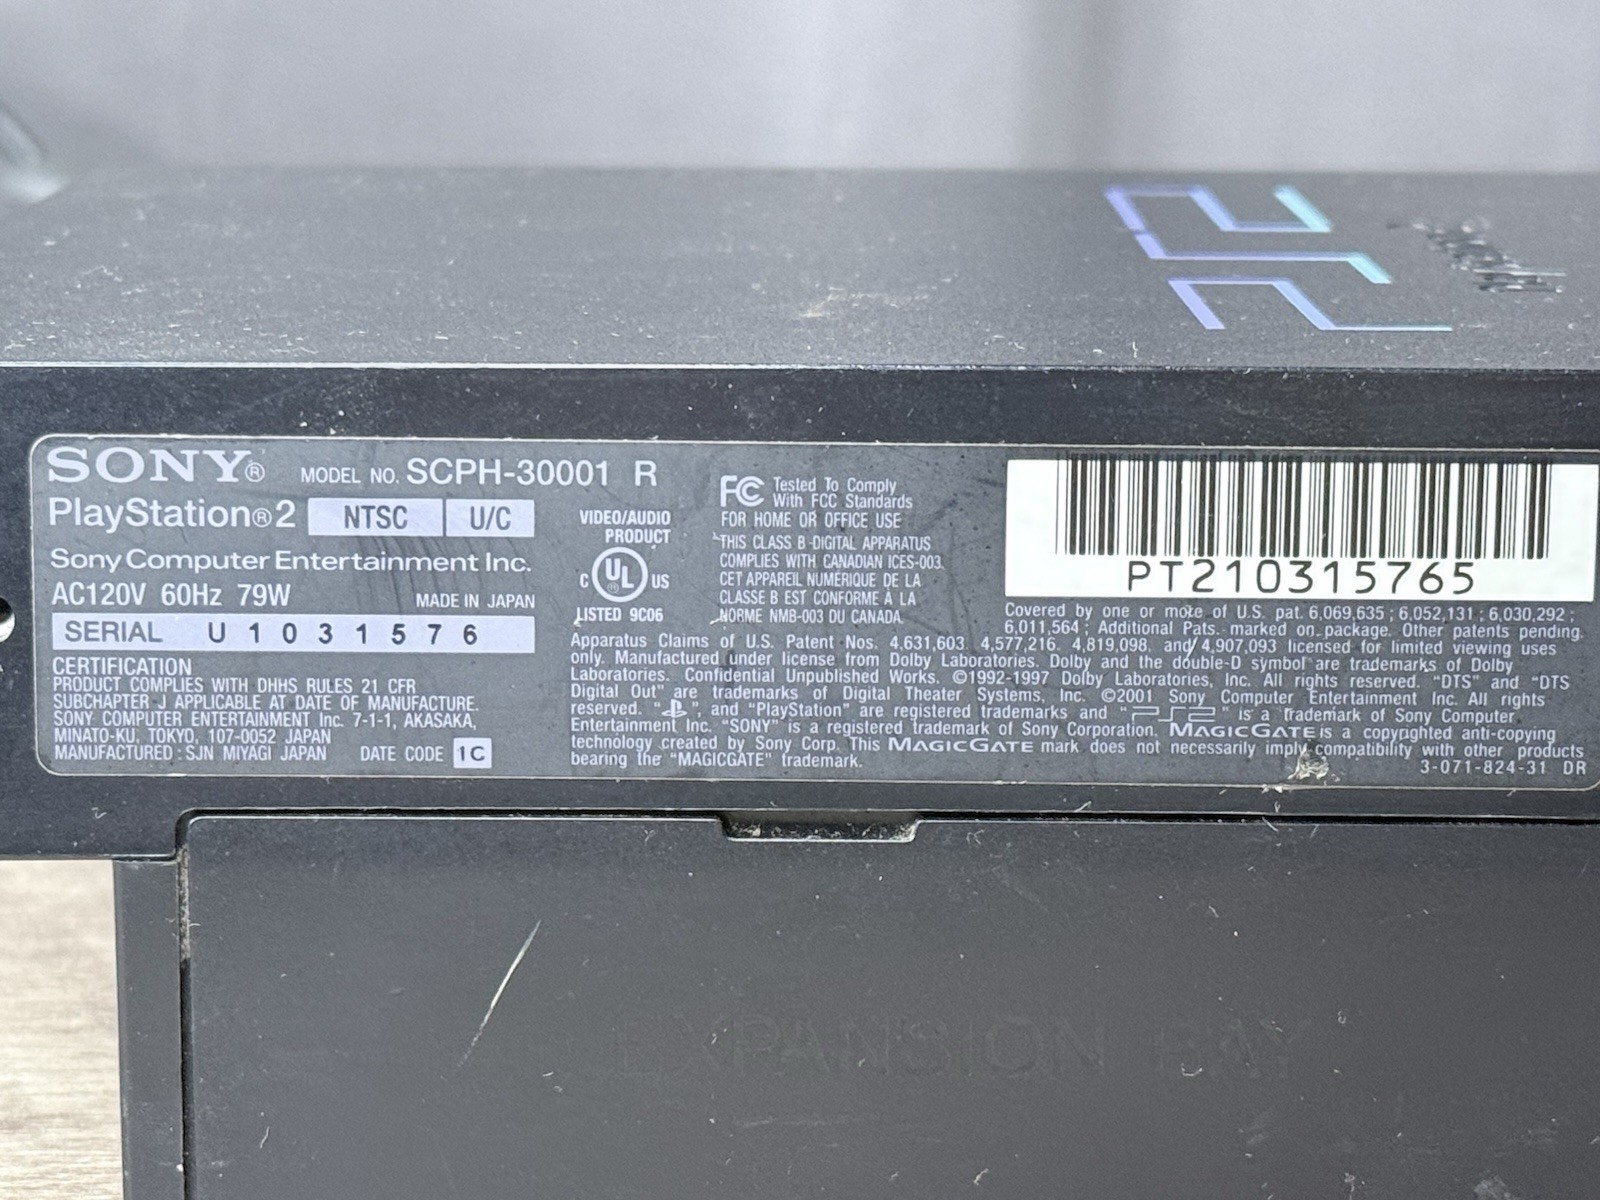 SONY® MODEL NO. SCPH-30001 R
PlayStation®2 NTSC U/C
Sony Computer Entertainment Inc.
AC120V 60Hz 79W MADE IN JAPAN
SERIAL U1031576
CERTIFICATION
PRODUCT COMPLIES WITH DHHS RULES 21 CFR
SUBCHAPTER J APPLICABLE AT DATE OF MANUFACTURE.
SONY COMPUTER ENTERTAINMENT Inc. 7-1-1, AKASAKA,
MINATO-KU, TOKYO, 107-0052 JAPAN
MANUFACTURED : SJN MIYAGI JAPAN DATE CODE 1C
VIDEO/AUDIO
PRODUCT
C UL ® US
LISTED 9C06
FC Tested To Comply
With FCC Standards
FOR HOME OR OFFICE USE
THIS CLASS B DIGITAL APPARATUS
COMPLIES WITH CANADIAN ICES-003.
CET APPAREIL NUMÉRIQUE DE LA
CLASSE B EST CONFORME À LA
NORME NMB-003 DU CANADA.
PT210315765
Covered by one or more of U.S. pat. 6,069,635 ; 6,052,131 ; 6,030,292 ;
6,011,564 ; Additional Pats. marked on package. Other patents pending.
Apparatus Claims of U.S. Patent Nos. 4,631,603, 4,577,216, 4,819,098, and 4,907,093 licensed for limited viewing uses
only. Manufactured under license from Dolby Laboratories. Dolby and the double-D symbol are trademarks of Dolby
Laboratories. Confidential Unpublished Works. ©1992-1997 Dolby Laboratories, Inc. All rights reserved. "DTS" and "DTS
Digital Out" are trademarks of Digital Theater Systems, Inc. ©2001 Sony Computer Entertainment Inc. All rights
reserved. " ", and "PlayStation" are registered trademarks and "PS2" is a trademark of Sony Computer
Entertainment Inc. "SONY" is a registered trademark of Sony Corporation. MAGICGATE is a copyrighted anti-copying
technology created by Sony Corp. This MAGICGATE mark does not necessarily imply compatibility with other products
bearing the "MAGICGATE" trademark.
3-071-824-31 DR
EXPANSION BAY